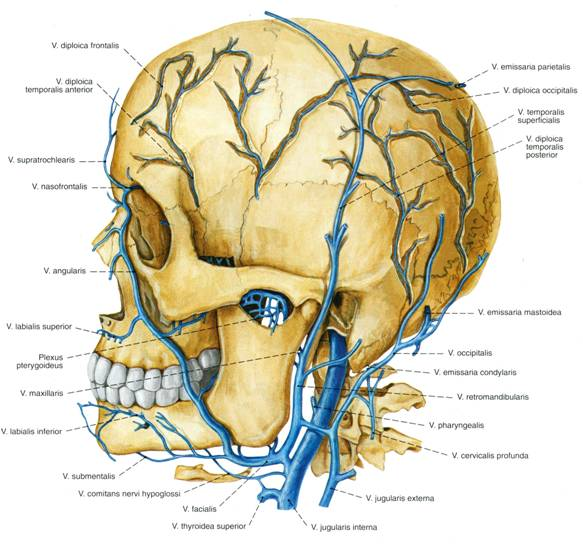 V. diploica frontalis
V. diploica
temporalis anterior
V. supratrochlearis
V. nasofrontalis
V. angularis
V. labialis superior
Plexus
pterygoideus
V. maxillaris
V. labialis inferior
V. submentalis
V. comitans nervi hypoglossi
V. facialis
V. thyroidea superior
V. jugularis interna
V. jugularis externa
V. emissaria parietalis
V. diploica occipitalis
V. temporalis
superficialis
V. diploica
temporalis
posterior
V. emissaria mastoidea
V. occipitalis
V. emissaria condylaris
V. retromandibularis
V. pharyngealis
V. cervicalis profunda